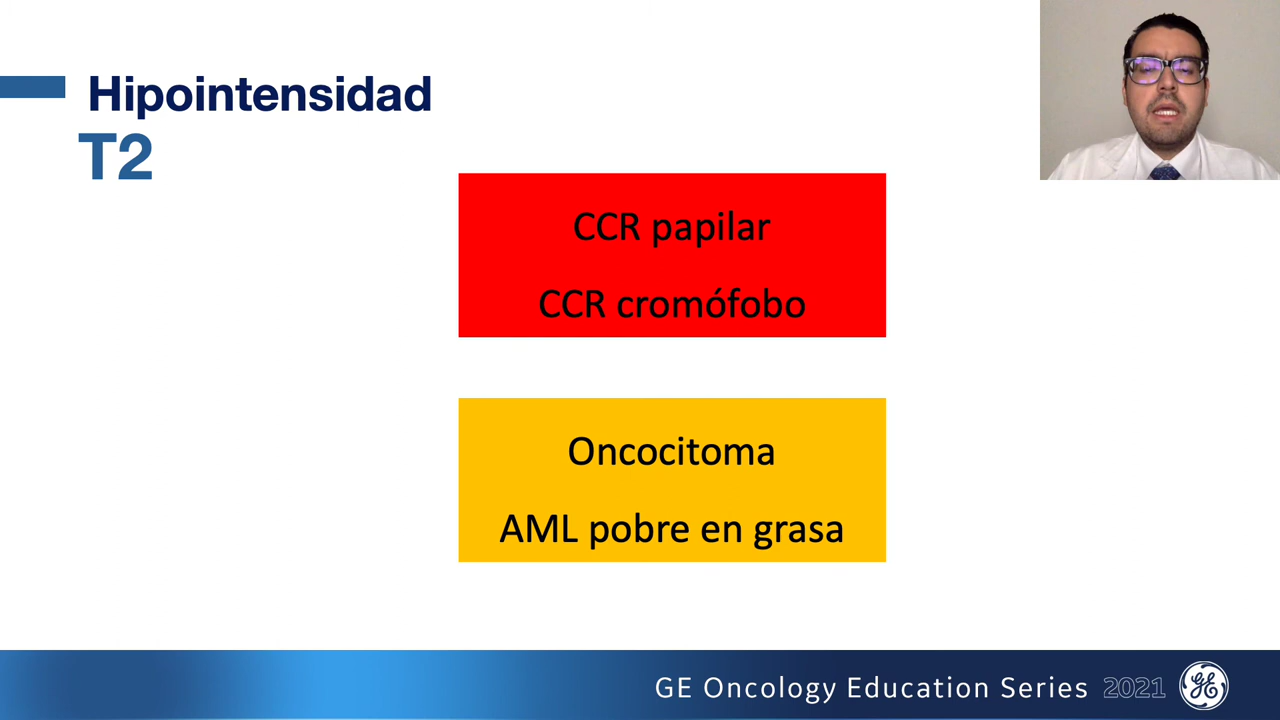 Hipointensidad
T2
CCR papilar
CCR cromófobo
Oncocitoma
AML pobre en grasa
GE Oncology Education Series 2021